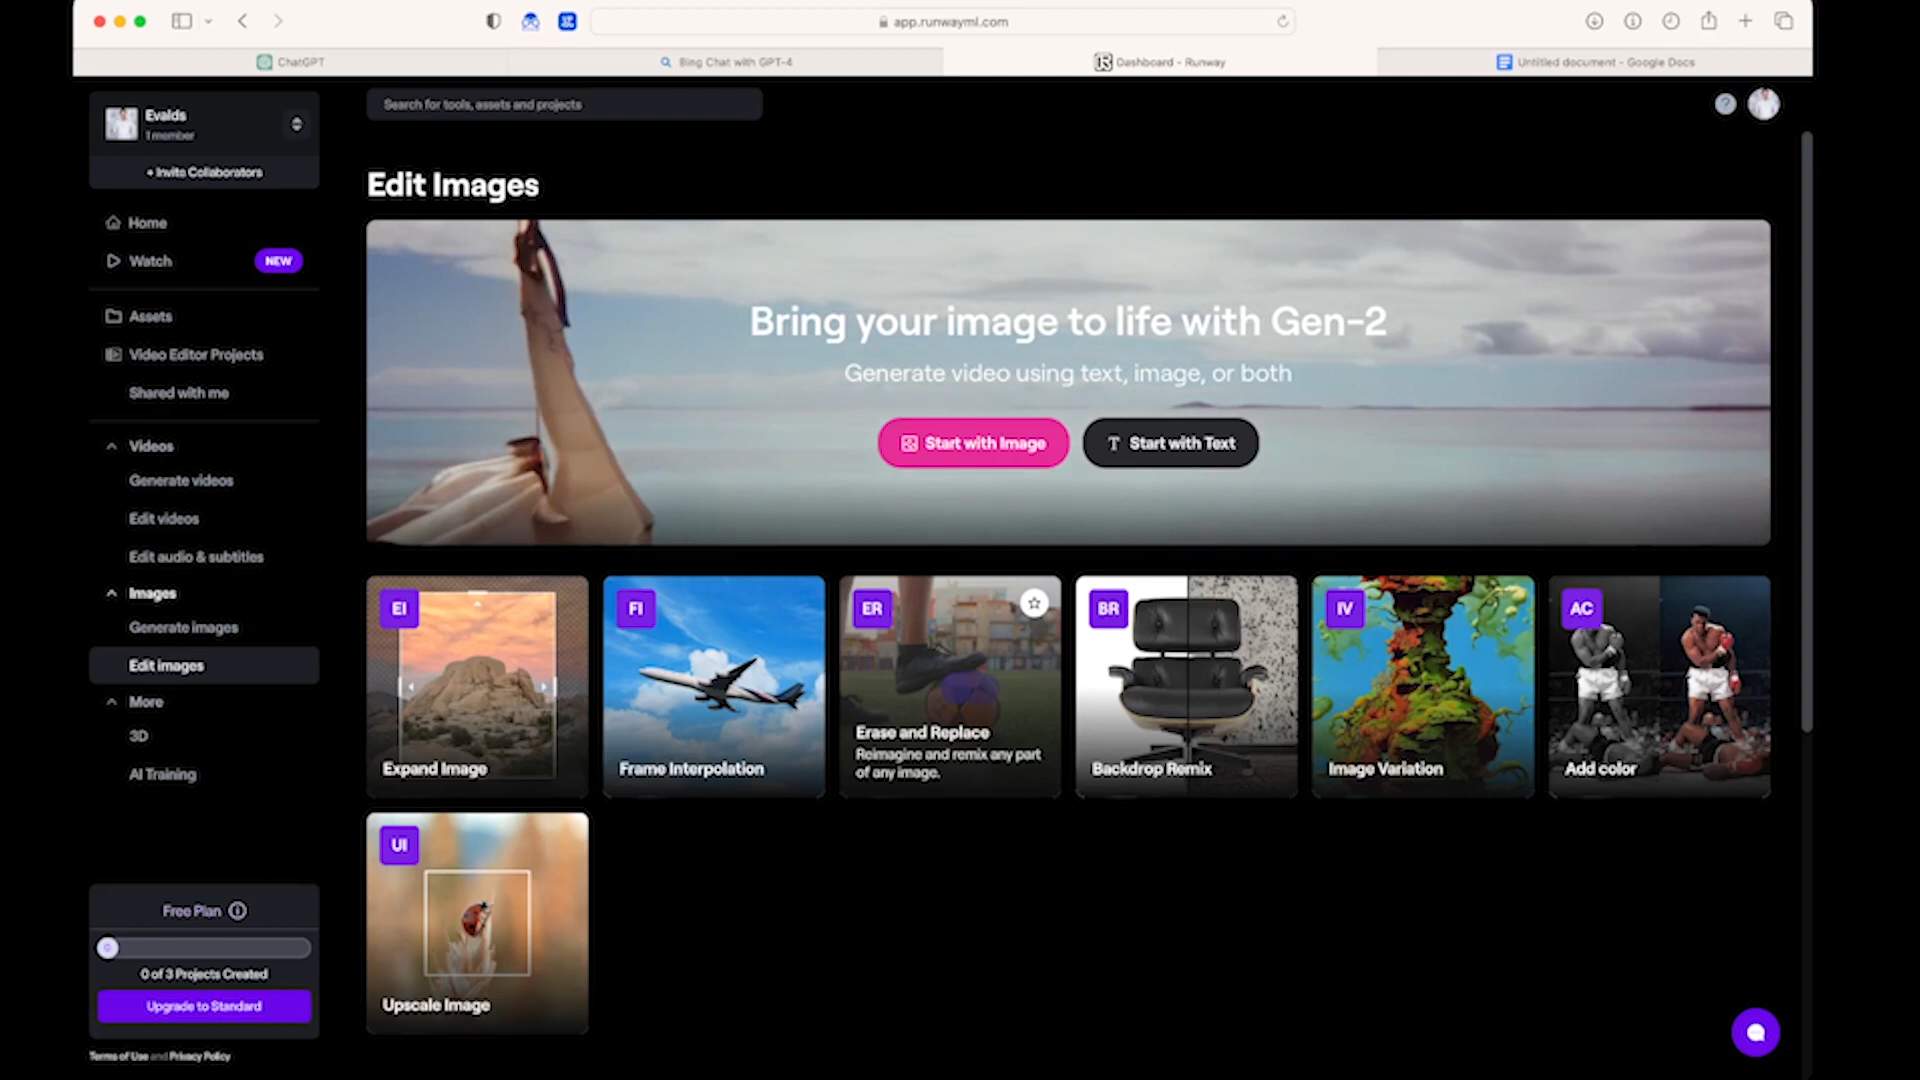 app.runwayml.com
ChatGPT
Bing Chat with GPT-4
Dashboard - Runway
Untitled document - Google Docs
Evalds
1 member
+ Invite Collaborators
Search for tools, assets and projects
?
Home
Watch
NEW
Assets
Video Editor Projects
Shared with me
Videos
Generate videos
Edit videos
Edit audio & subtitles
Images
Generate images
Edit images
More
3D
AI Training
Free Plan
0 of 3 Projects Created
Upgrade to Standard
Terms of Use and Privacy Policy
Edit Images
Bring your image to life with Gen-2
Generate video using text, image, or both
Start with Image
T Start with Text
EI
Expand Image
FI
Frame Interpolation
ER
Erase and Replace
Reimagine and remix any part
of any image.
BR
Backdrop Remix
IV
Image Variation
AC
Add color
UI
Upscale Image